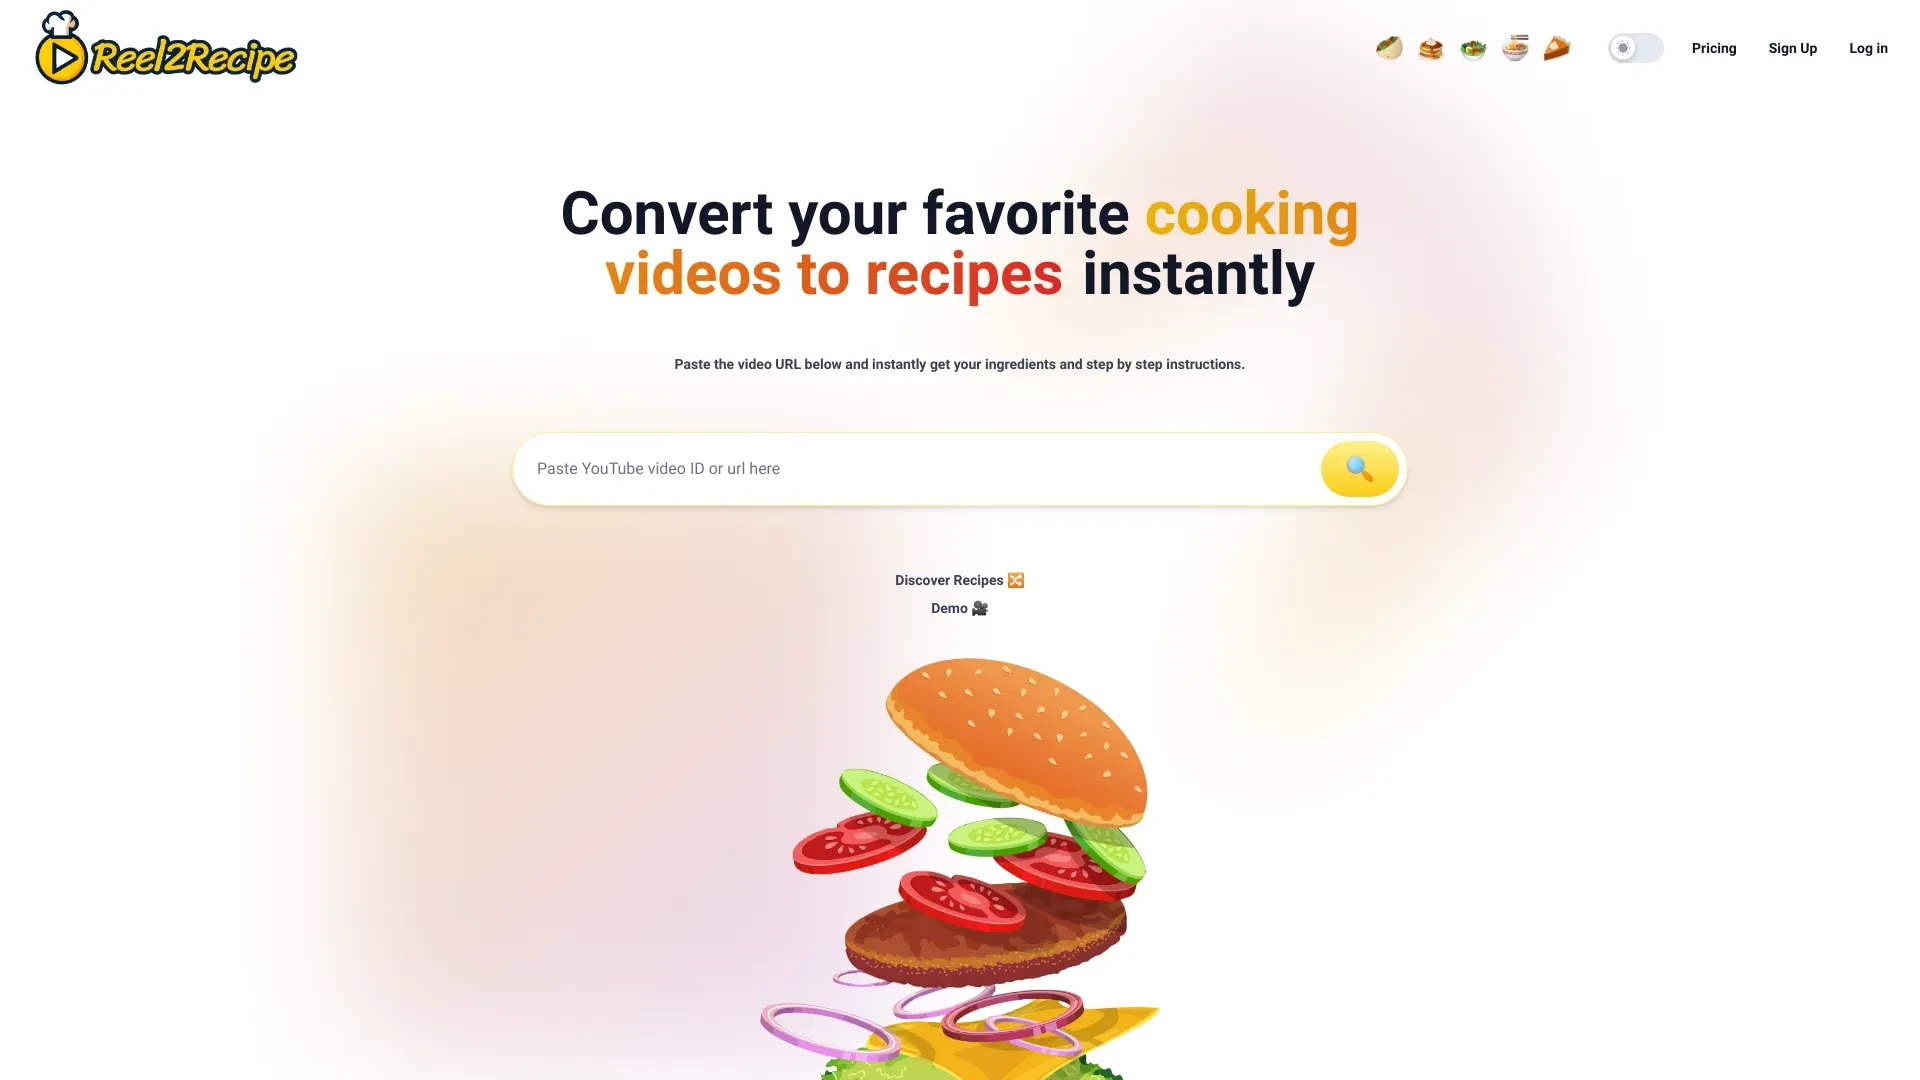 Reel2Recipe
Pricing
Sign Up
Log in
Convert your favorite cooking
videos to recipes instantly
Paste the video URL below and instantly get your ingredients and step by step instructions.
Paste YouTube video ID or url here
Discover Recipes 🔀
Demo 🎥